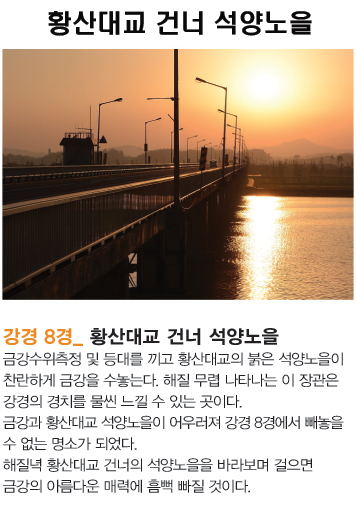 황산대교 건너 석양노을
강경 8경_ 황산대교 건너 석양노을
금강수위측정 및 등대를 끼고 황산대교의 붉은 석양노을이
찬란하게 금강을 수놓는다. 해질 무렵 나타나는 이 장관은
강경의 경치를 물씬 느낄 수 있는 곳이다.
금강과 황산대교 석양노을이 어우러져 강경 8경에서 빼놓을
수 없는 명소가 되었다.
해질녘 황산대교 건너의 석양노을을 바라보며 걸으면
금강의 아름다운 매력에 흠뻑 빠질 것이다.